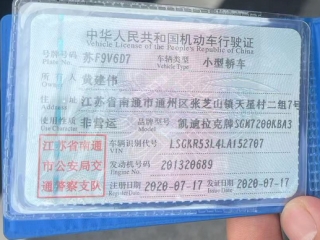 中华人民共和国机动车行驶证
Vehicle License of the People's Republic of China
号牌号码 苏F9V6D7 车辆类型 小型轿车
Plate No. Vehicle Type
所有人 黄建伟
Owner
住址 江苏省南通市通州区张芝山镇天星村二组7号
Address
使用性质 非营运 品牌型号 凯迪拉克牌SGM7200KBA3
Use Character Model
江苏省南通市公安局交通警察支队
车辆识别代号 LSGKR53L4LA152707
VIN
发动机号码 201320689
Engine No.
注册日期 2020-07-17 发证日期 2020-07-17
Register Date Issue Date